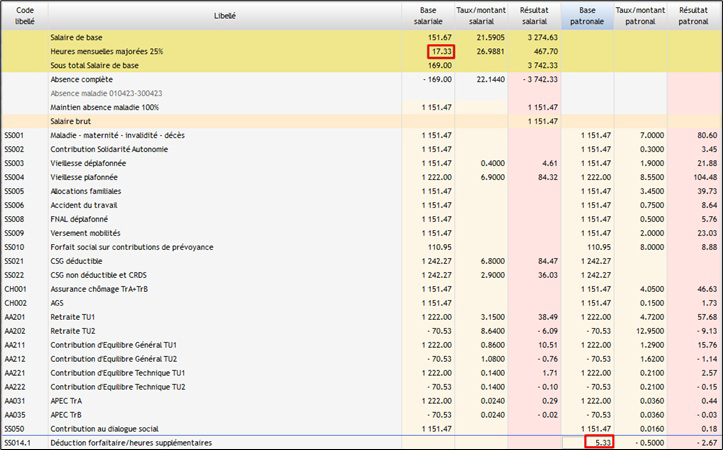 Code libellé Libellé Base salariale Taux/montant salarial Résultat salarial Base patronale Taux/montant patronal Résultat patronal
Salaire de base 151.67 21.5905 3 274.63
Heures mensuelles majorées 25% 17.33 26.9881 467.70
Sous total Salaire de base 169.00 3 742.33
Absence complète - 169.00 22.1440 - 3 742.33
Absence maladie 010423-300423
Maintien absence maladie 100% 1 151.47 1 151.47
Salaire brut 1 151.47
SS001 Maladie - maternité - invalidité - décès 1 151.47 1 151.47 7.0000 80.60
SS002 Contribution Solidarité Autonomie 1 151.47 1 151.47 0.3000 3.45
SS003 Vieillesse déplafonnée 1 151.47 0.4000 4.61 1 151.47 1.9000 21.88
SS004 Vieillesse plafonnée 1 222.00 6.9000 84.32 1 222.00 8.5500 104.48
SS005 Allocations familiales 1 151.47 1 151.47 3.4500 39.73
SS006 Accident du travail 1 151.47 1 151.47 0.7500 8.64
SS008 FNAL déplafonné 1 151.47 1 151.47 0.5000 5.76
SS009 Versement mobilités 1 151.47 1 151.47 2.0000 23.03
SS010 Forfait social sur contributions de prévoyance 110.95 110.95 8.0000 8.88
SS021 CSG déductible 1 242.27 6.8000 84.47 1 242.27
SS022 CSG non déductible et CRDS 1 242.27 2.9000 36.03 1 242.27
CH001 Assurance chômage TrA+TrB 1 151.47 1 151.47 4.0500 46.63
CH002 AGS 1 151.47 1 151.47 0.1500 1.73
AA201 Retraite TU1 1 222.00 3.1500 38.49 1 222.00 4.7200 57.68
AA202 Retraite TU2 - 70.53 8.6400 - 6.09 - 70.53 12.9500 - 9.13
AA211 Contribution d'Equilibre Général TU1 1 222.00 0.8600 10.51 1 222.00 1.2900 15.76
AA212 Contribution d'Equilibre Général TU2 - 70.53 1.0800 - 0.76 - 70.53 1.6200 - 1.14
AA221 Contribution d'Equilibre Technique TU1 1 222.00 0.1400 1.71 1 222.00 0.2100 2.57
AA222 Contribution d'Equilibre Technique TU2 - 70.53 0.1400 - 0.10 - 70.53 0.2100 - 0.15
AA031 APEC TrA 1 222.00 0.0240 0.29 1 222.00 0.0360 0.44
AA035 APEC TrB - 70.53 0.0240 - 0.02 - 70.53 0.0360 - 0.03
SS050 Contribution au dialogue social 1 151.47 1 151.47 0.0160 0.18
SS014.1 Déduction forfaitaire/heures supplémentaires 5.33 - 0.5000 - 2.67